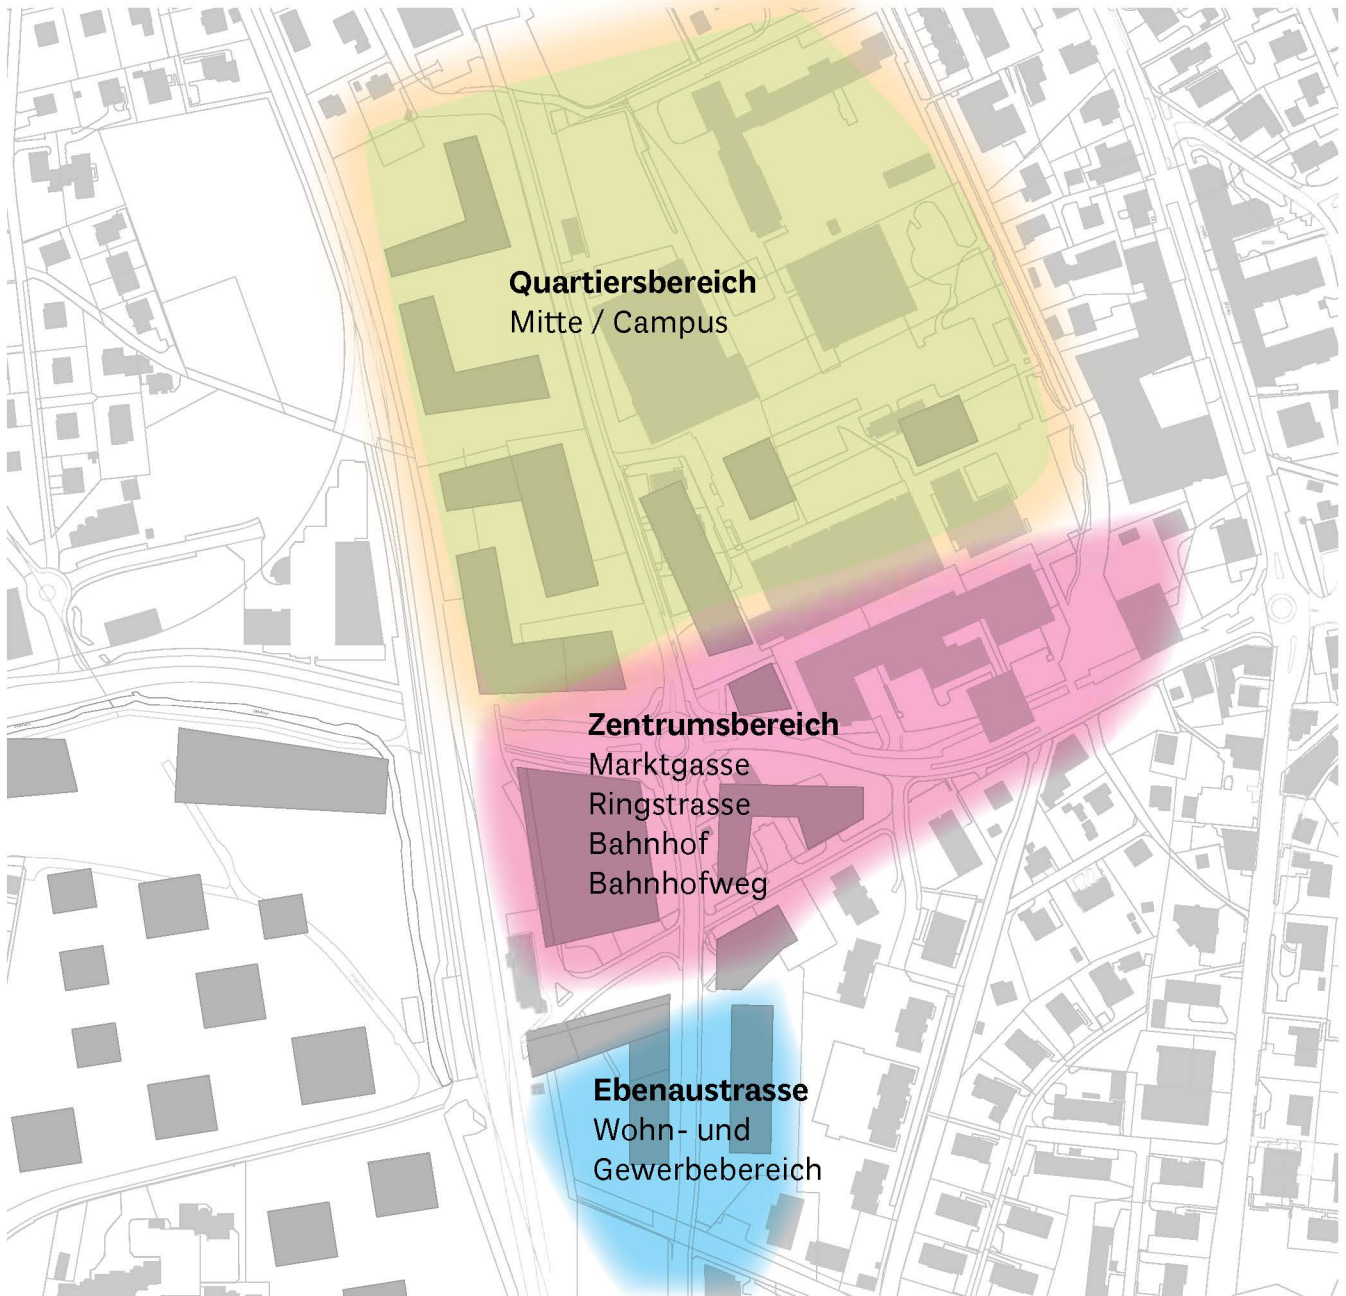 Quartiersbereich
Mitte / Campus
Zentrumsbereich
Marktgasse
Ringstrasse
Bahnhof
Bahnhofweg
Ebenaustrasse
Wohn- und
Gewerbebereich